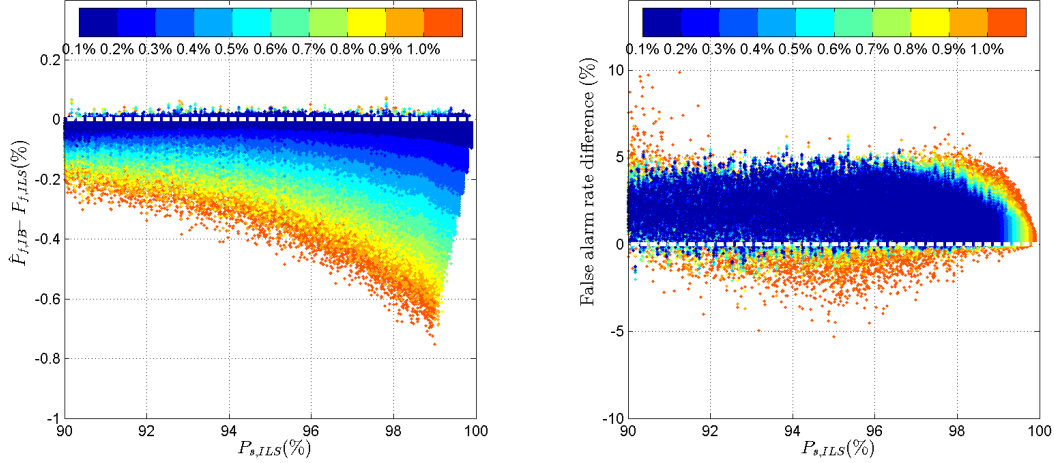 0.1% 0.2% 0.3% 0.4% 0.5% 0.6% 0.7% 0.8% 0.9% 1.0%
0.2
0
-0.2
-0.4
-0.6
-0.8
-1
90 92 94 96 98 100
P̂f,IB − Pf,ILS(%)
Ps,ILS(%)
0.1% 0.2% 0.3% 0.4% 0.5% 0.6% 0.7% 0.8% 0.9% 1.0%
10
5
0
-5
-10
90 92 94 96 98 100
False alarm rate difference (%)
Ps,ILS(%)